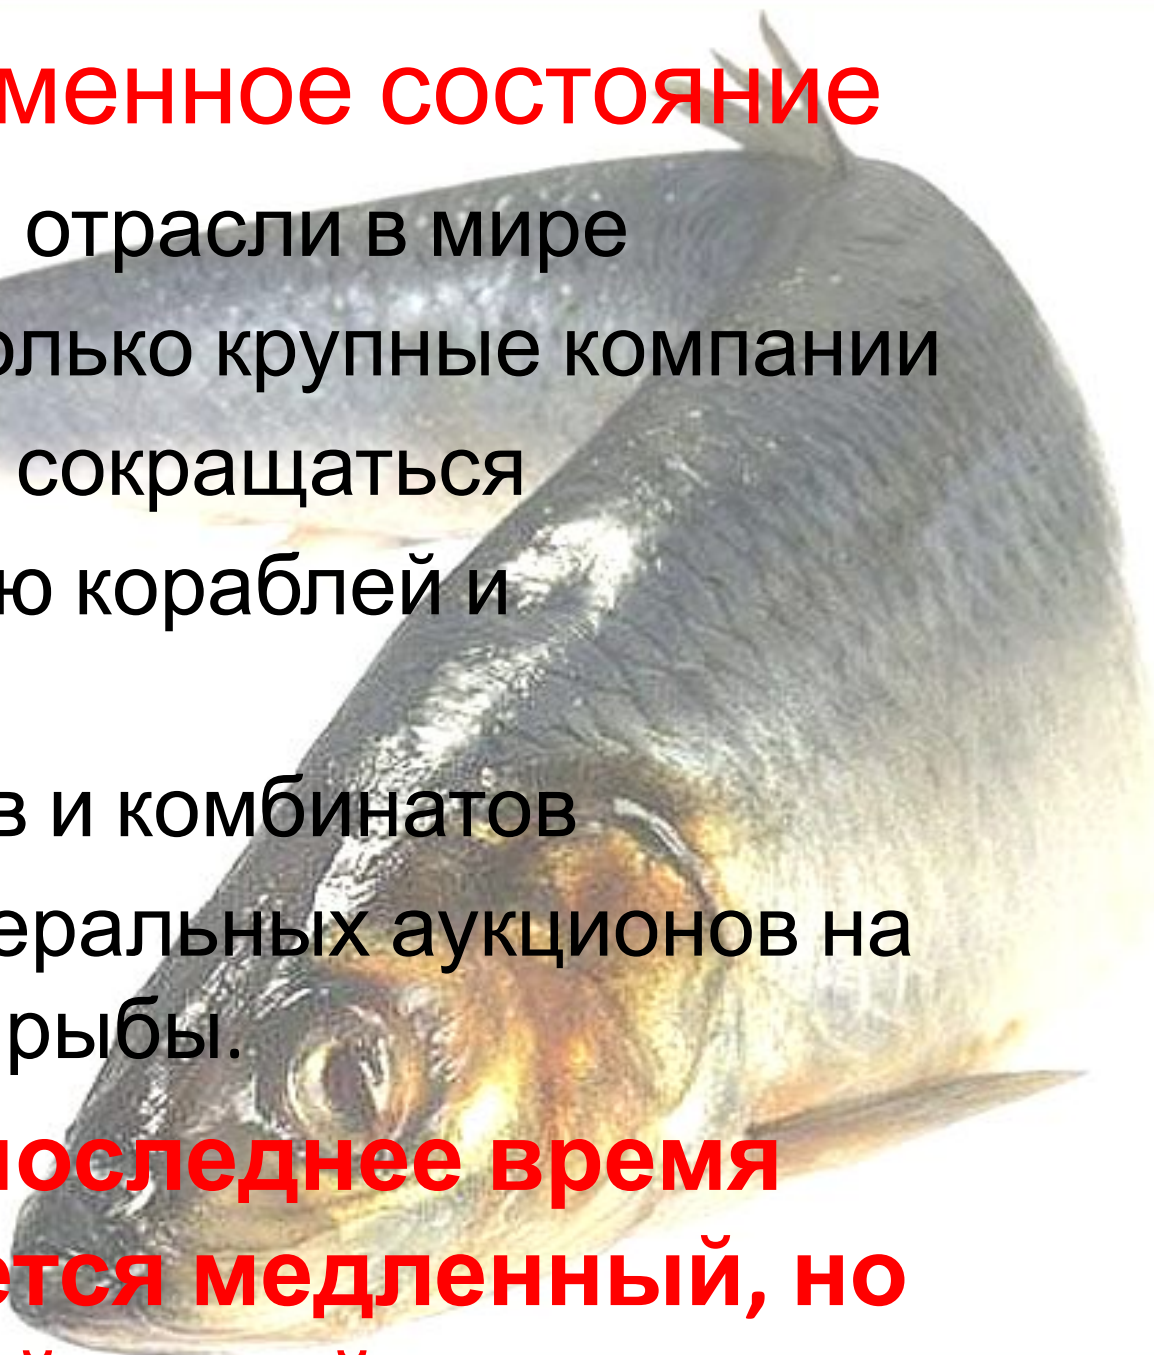 менное состояние
отрасли в мире
олько крупные компании
сокращаться
ю кораблей и
в и комбинатов
еральных аукционов на
рыбы.
последнее время
ется медленный, но